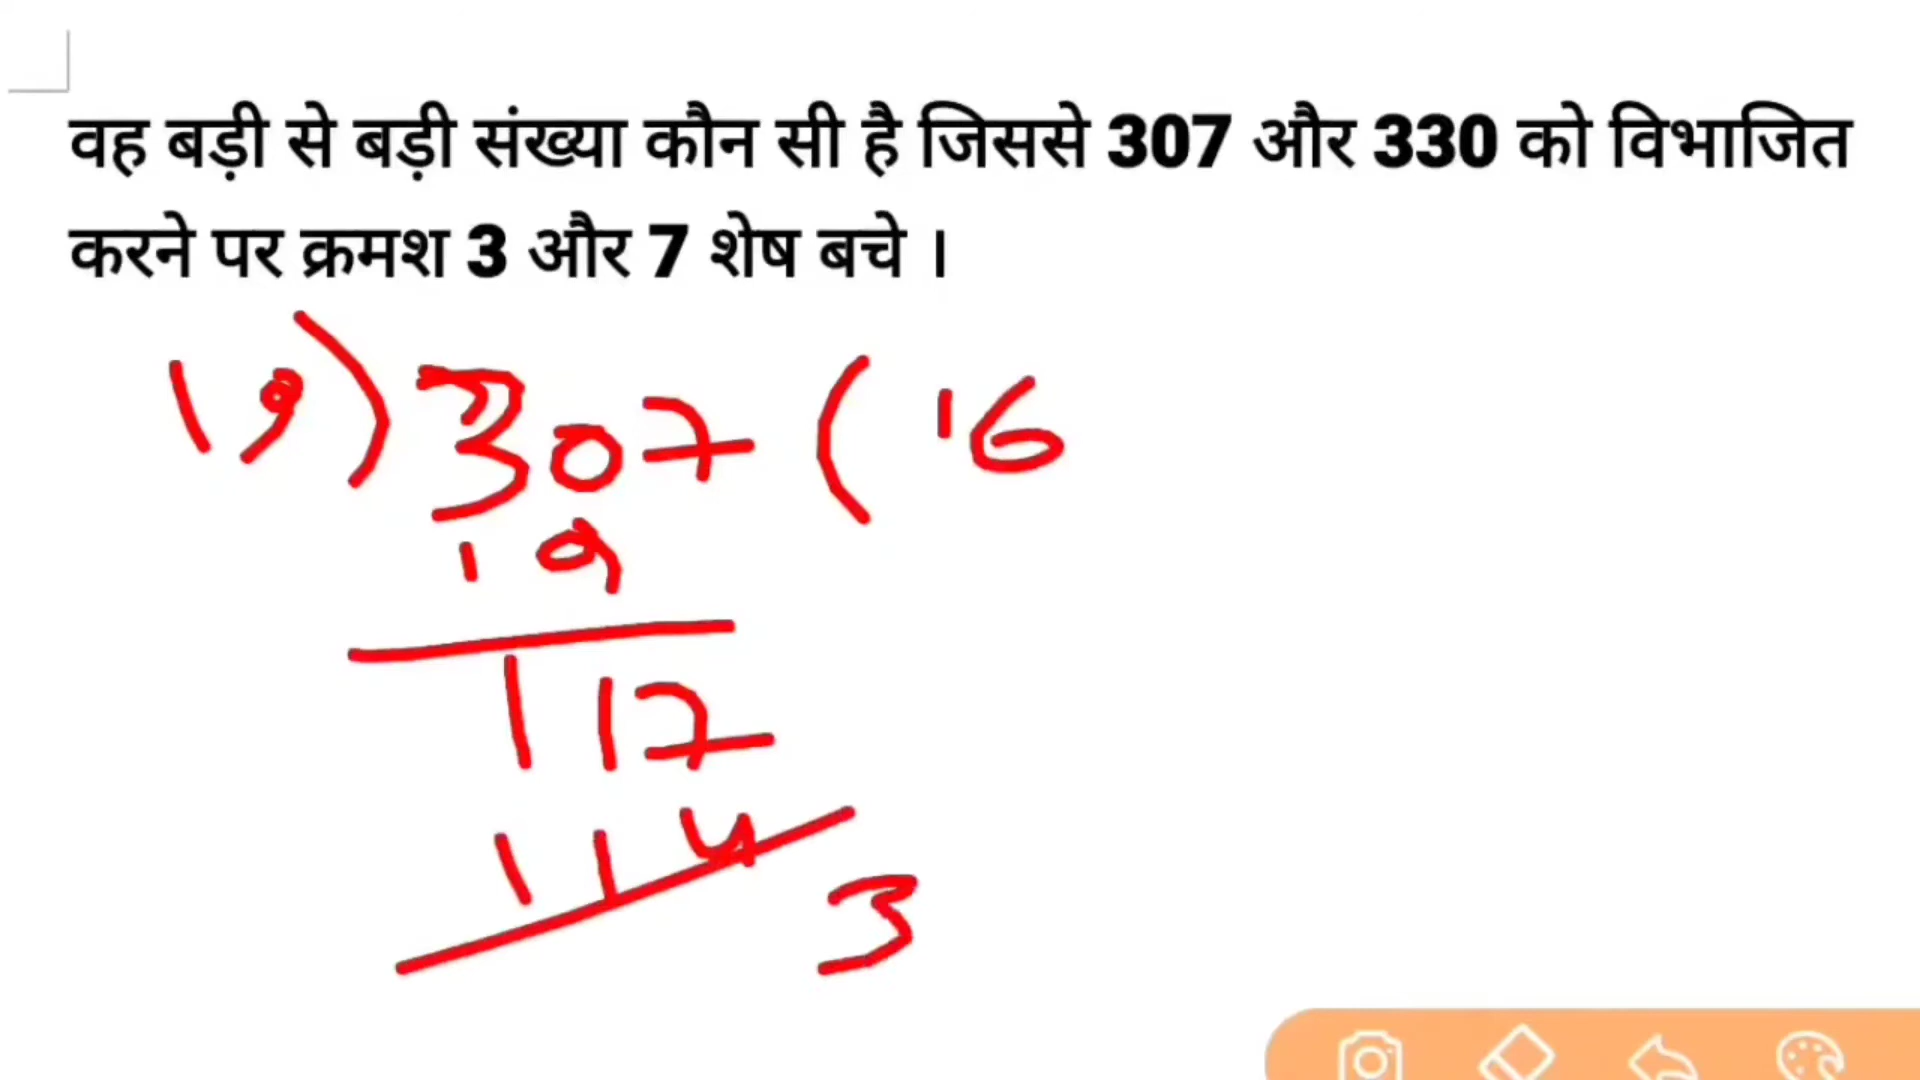 वह बड़ी से बड़ी संख्या कौन सी है जिससे 307 और 330 को विभाजित
करने पर क्रमश 3 और 7 शेष बचे ।
19) 307 ( 16
19
117
114
3